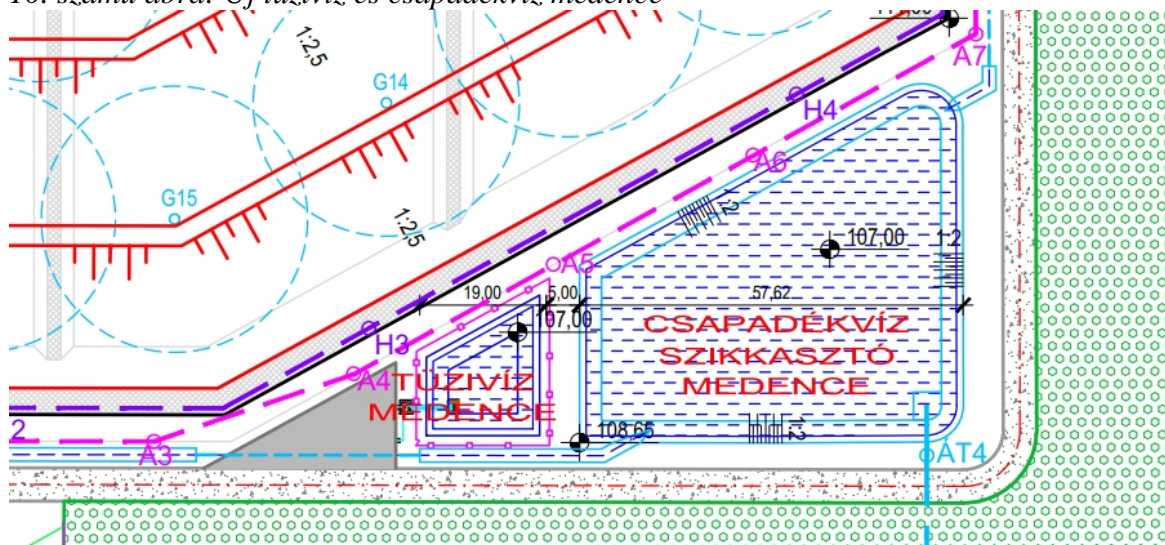 10. számú ábra: Új tűzivíz és csapadékvíz medence
A7
1:2,5
G14
H4
A6
G15
1:2,5
1:2
107,00
1:2
A5
19,00
5,00
57,62
107,00
H3
CSAPADÉKVÍZ
SZIKKASZTÓ
MEDENCE
A4
TŰZIVÍZ
MEDENCE
2
A3
108,65
1:2
ÁT4